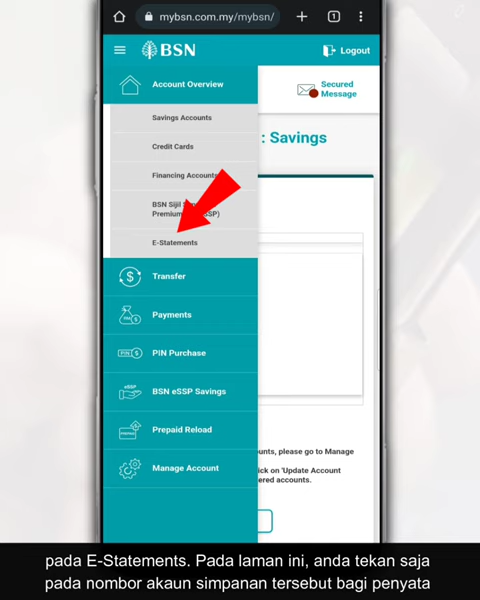 mybsn.com.my/mybsn/
1
BSN
Logout
Account Overview
Secured
Message
Savings Accounts
: Savings
Credit Cards
Financing Accounts
BSN Sijil
Premium
SP)
E-Statements
Transfer
Payments
PIN Purchase
BSN eSSP Savings
Prepaid Reload
unts, please go to Manage
Manage Account
ick on 'Update Account
ered accounts.
pada E-Statements. Pada laman ini, anda tekan saja
pada nombor akaun simpanan tersebut bagi penyata